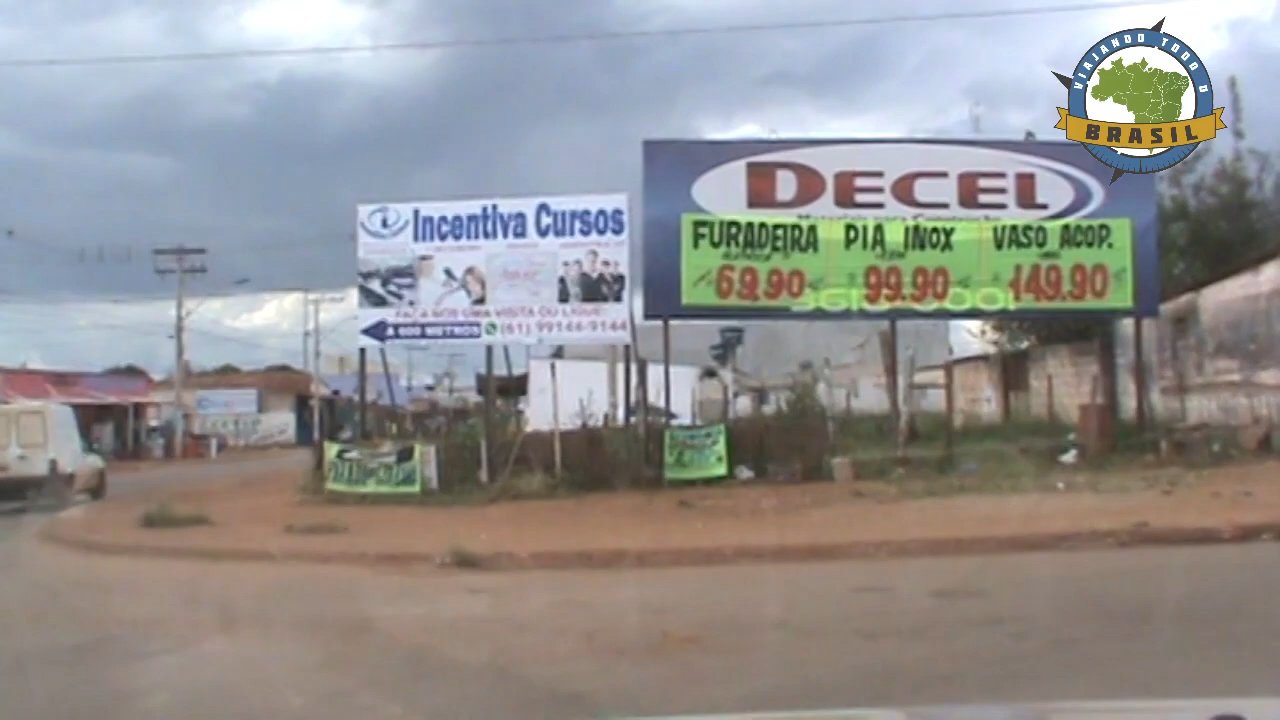 VIAJANDO TODO O
BRASIL
DECEL
FURADEIRA PIA INOX VASO ACOP.
69.90 99.90 149.90
Incentiva Cursos
FAÇA NOS UMA VISITA OU LIGUE:
A 600 METROS (61) 99144-9144